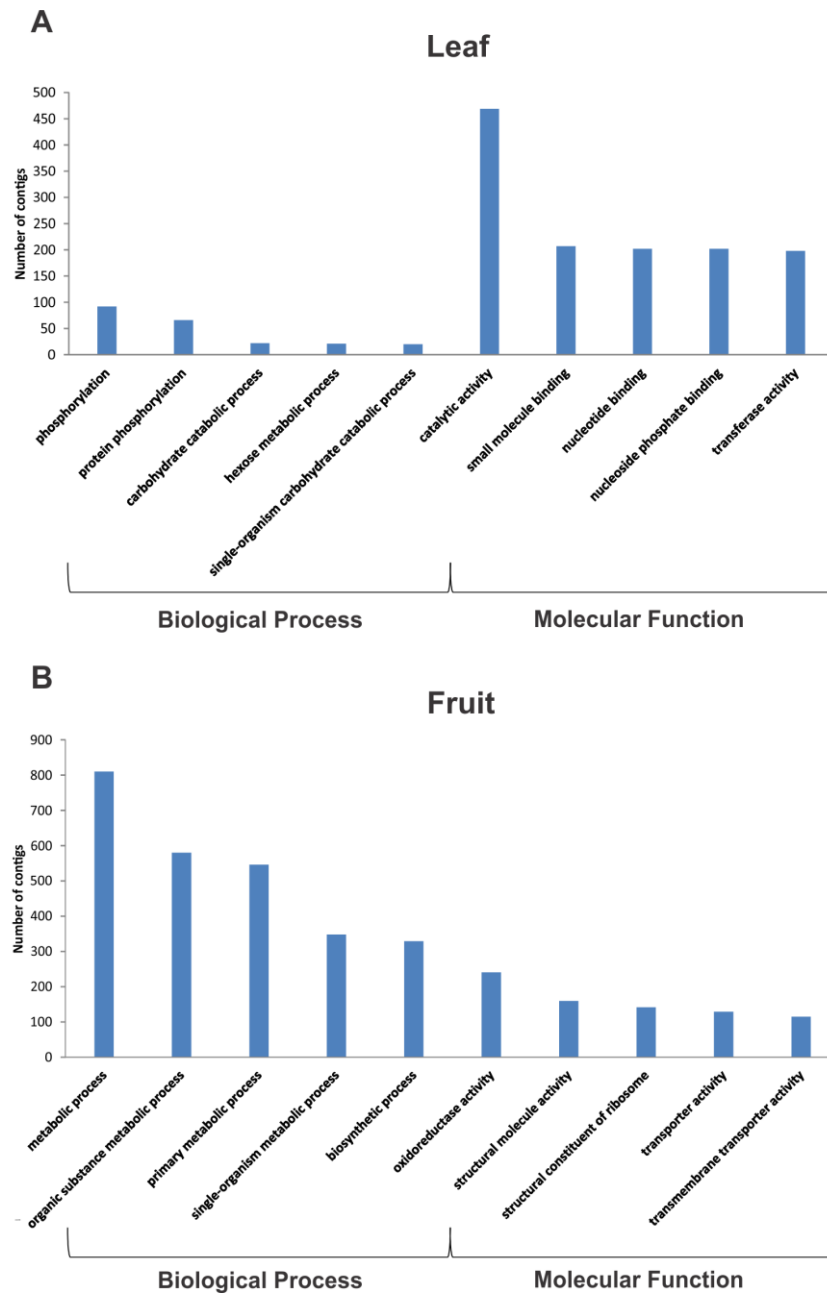 A
Leaf
Number of contigs
500
450
400
350
300
250
200
150
100
50
0
phosphorylation
protein phosphorylation
carbohydrate catabolic process
hexose metabolic process
single-organism carbohydrate catabolic process
catalytic activity
small molecule binding
nucleotide binding
nucleoside phosphate binding
transferase activity
Biological Process
Molecular Function
B
Fruit
Number of contigs
900
800
700
600
500
400
300
200
100
0
metabolic process
organic substance metabolic process
primary metabolic process
single-organism metabolic process
biosynthetic process
oxidoreductase activity
structural molecule activity
structural constituent of ribosome
transporter activity
transmembrane transporter activity
Biological Process
Molecular Function